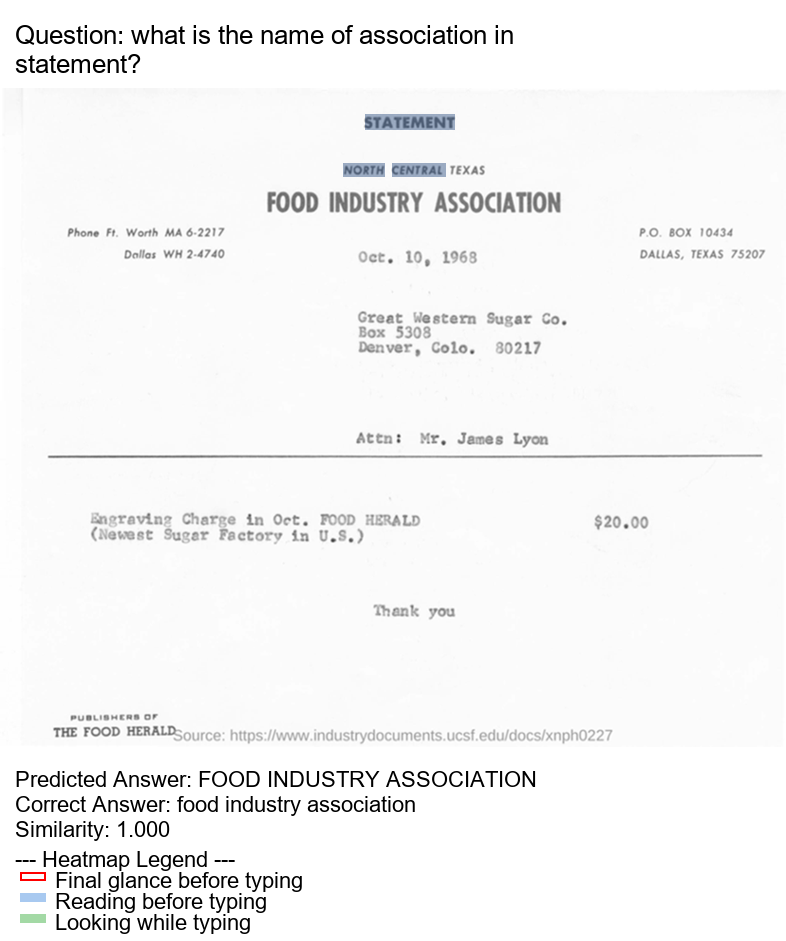 Question: what is the name of association in
statement?
STATEMENT
NORTH CENTRAL TEXAS
FOOD INDUSTRY ASSOCIATION
Phone Ft. Worth MA 6-2217
Dallas WH 2-4740
P.O. BOX 10434
DALLAS, TEXAS 75207
Oct. 10, 1968
Great Western Sugar Co.
Box 5308
Denver, Colo. 80217
Attn: Mr. James Lyon
Engraving Charge in Oct. FOOD HERALD
(Newest Sugar Factory in U.S.)
$20.00
Thank you
PUBLISHERS OF
THE FOOD HERALD
Source: https://www.industrydocuments.ucsf.edu/docs/xnph0227
Predicted Answer: FOOD INDUSTRY ASSOCIATION
Correct Answer: food industry association
Similarity: 1.000
--- Heatmap Legend ---
Final glance before typing
Reading before typing
Looking while typing